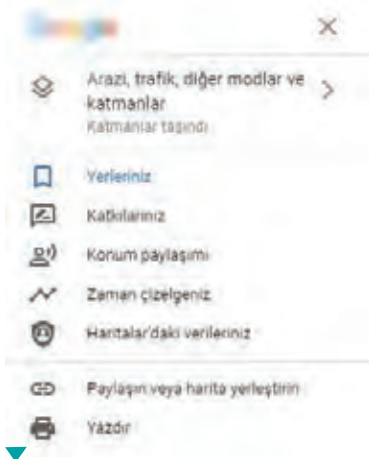 Arazi, trafik, diğer modlar ve
katmanlar
Katmanlar taşındı
Yerleriniz
Katkılarınız
Konum paylaşımı
Zaman çizelgeniz
Haritalar'daki verileriniz
Paylaşın veya harita yerleştirin
Yazdır